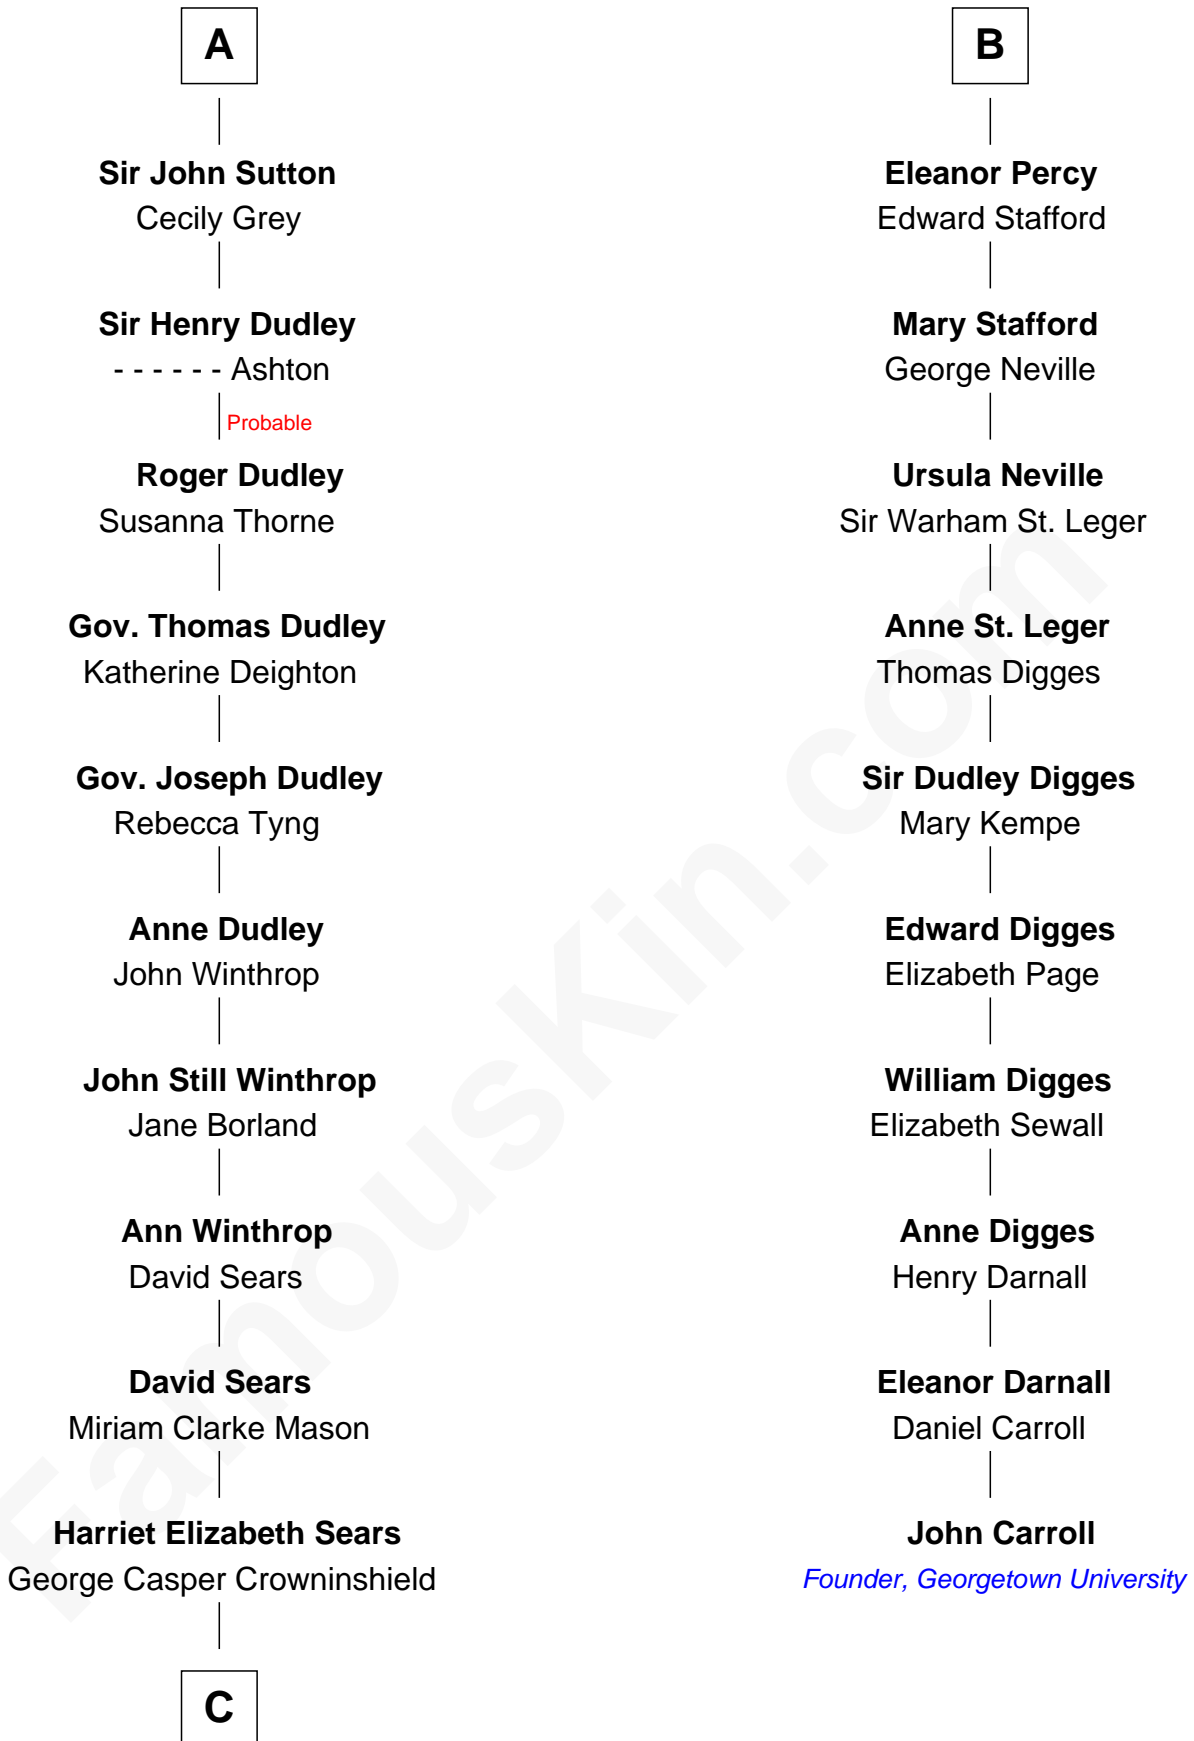 A
Sir John Sutton
Cecily Grey
Sir Henry Dudley
- - - - - - Ashton
Probable
Roger Dudley
Susanna Thorne
Gov. Thomas Dudley
Katherine Deighton
Gov. Joseph Dudley
Rebecca Tyng
Anne Dudley
John Winthrop
John Still Winthrop
Jane Borland
Ann Winthrop
David Sears
David Sears
Miriam Clarke Mason
Harriet Elizabeth Sears
George Casper Crowninshield
C
B
Eleanor Percy
Edward Stafford
Mary Stafford
George Neville
Ursula Neville
Sir Warham St. Leger
Anne St. Leger
Thomas Digges
Sir Dudley Digges
Mary Kempe
Edward Digges
Elizabeth Page
William Digges
Elizabeth Sewall
Anne Digges
Henry Darnall
Eleanor Darnall
Daniel Carroll
John Carroll
Founder, Georgetown University
FamousKin.com